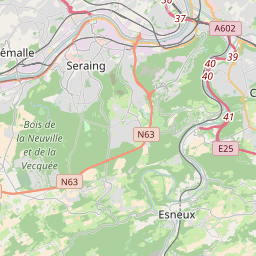 37
A602
39
émalle
Seraing
40
40
C
41
Bois de
la Neuville
et de la
Vecquée
N63
E25
N63
Esneux